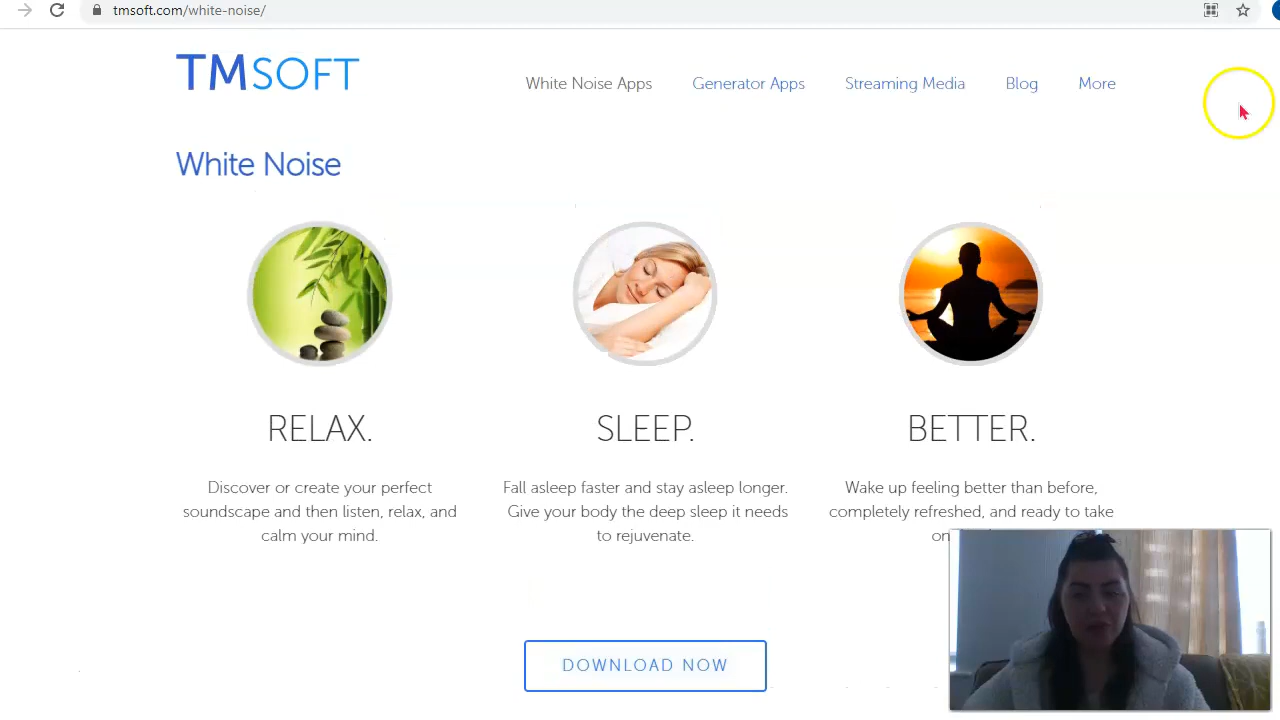 tmsoft.com/white-noise/
TMSOFT
White Noise Apps
Generator Apps
Streaming Media
Blog
More
White Noise
RELAX.
Discover or create your perfect
soundscape and then listen, relax, and
calm your mind.
SLEEP.
Fall asleep faster and stay asleep longer.
Give your body the deep sleep it needs
to rejuvenate.
BETTER.
Wake up feeling better than before,
completely refreshed, and ready to take
DOWNLOAD NOW